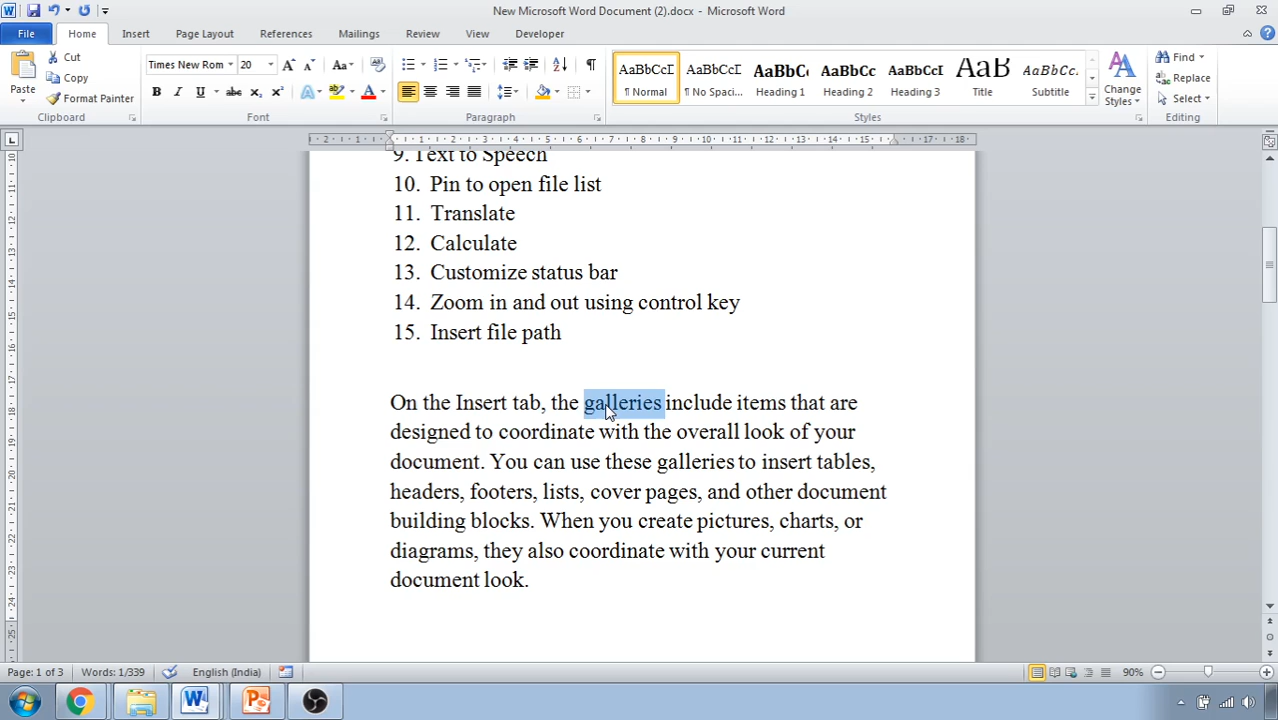 New Microsoft Word Document (2).docx - Microsoft Word
File Home Insert Page Layout References Mailings Review View Developer
Paste
Cut
Copy
Format Painter
Clipboard
Times New Rom 20
Font
Paragraph
AaBbCcI AaBbCcI AaBbC AaBbCc AaBbCcI AaB AaBbCc.
¶ Normal ¶ No Spaci... Heading 1 Heading 2 Heading 3 Title Subtitle
Change Styles
Styles
Find
Replace
Select
Editing
9. Text to Speech
10. Pin to open file list
11. Translate
12. Calculate
13. Customize status bar
14. Zoom in and out using control key
15. Insert file path
On the Insert tab, the galleries include items that are
designed to coordinate with the overall look of your
document. You can use these galleries to insert tables,
headers, footers, lists, cover pages, and other document
building blocks. When you create pictures, charts, or
diagrams, they also coordinate with your current
document look.
Page: 1 of 3 Words: 1/339 English (India) 90%